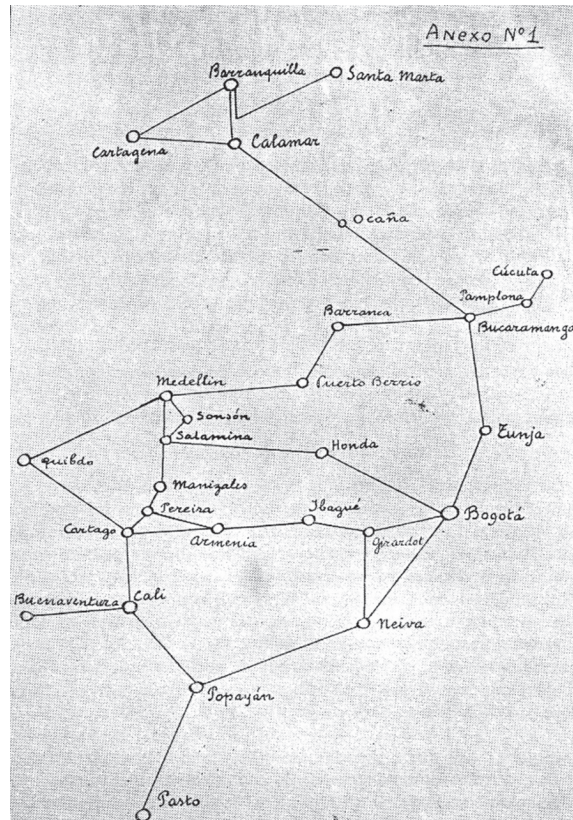 Anexo Nº1
Barranquilla
Santa Marta
Cartagena
Calamar
Ocaña
Cúcuta
Pamplona
Bucaramanga
Barranca
Medellin
Puerto Berrio
Sonsón
Salamina
Honda
Tunja
quibdo
Manizales
Pereira
Ibagué
Bogotá
Cartago
Armenia
Girardot
Buenaventura
Cali
Neiva
Popayán
Pasto